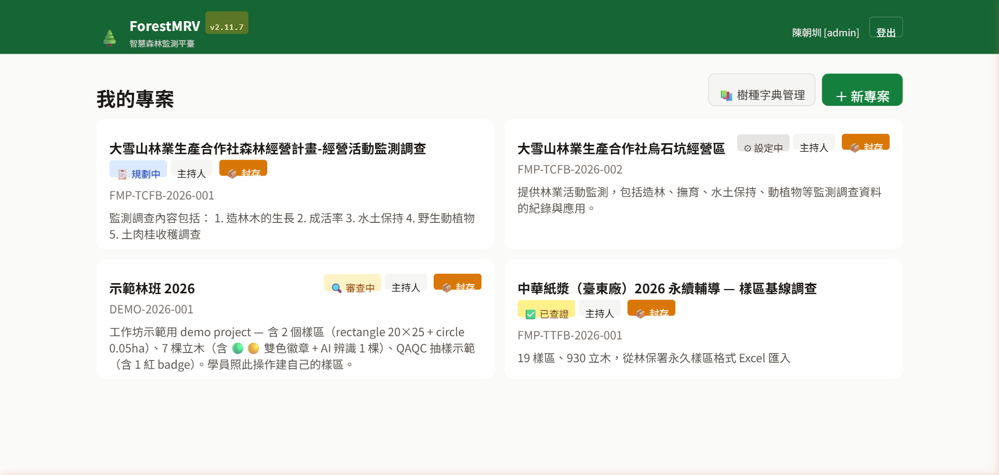 ForestMRV v2.11.7
智慧森林監測平臺
陳朝圳 [admin] 登出
我的專案
📚 樹種字典管理 ＋ 新專案
大雪山林業生產合作社森林經營計畫-經營活動監測調查
📋 規劃中 主持人 📦 封存
FMP-TCFB-2026-001
監測調查內容包括： 1. 造林木的生長 2. 成活率 3. 水土保持 4. 野生動植物
5. 土肉桂收穫調查
大雪山林業生產合作社烏石坑經營區 ⚙ 設定中 主持人 📦 封存
FMP-TCFB-2026-002
提供林業活動監測，包括造林、撫育、水土保持、動植物等監測調查資料
的紀錄與應用。
示範林班 2026 🔍 審查中 主持人 📦 封存
DEMO-2026-001
工作坊示範用 demo project — 含 2 個樣區（rectangle 20×25 + circle
0.05ha）、7 棵立木（含 🟢🟡 雙色徽章 + AI 辨識 1 棵）、QAQC 抽樣示範
（含 1 紅 badge）。學員照此操作建自己的樣區。
中華紙漿（臺東廠）2026 永續輔導 — 樣區基線調查
✅ 已查證 主持人 📦 封存
FMP-TTFB-2026-001
19 樣區、930 立木，從林保署永久樣區格式 Excel 匯入